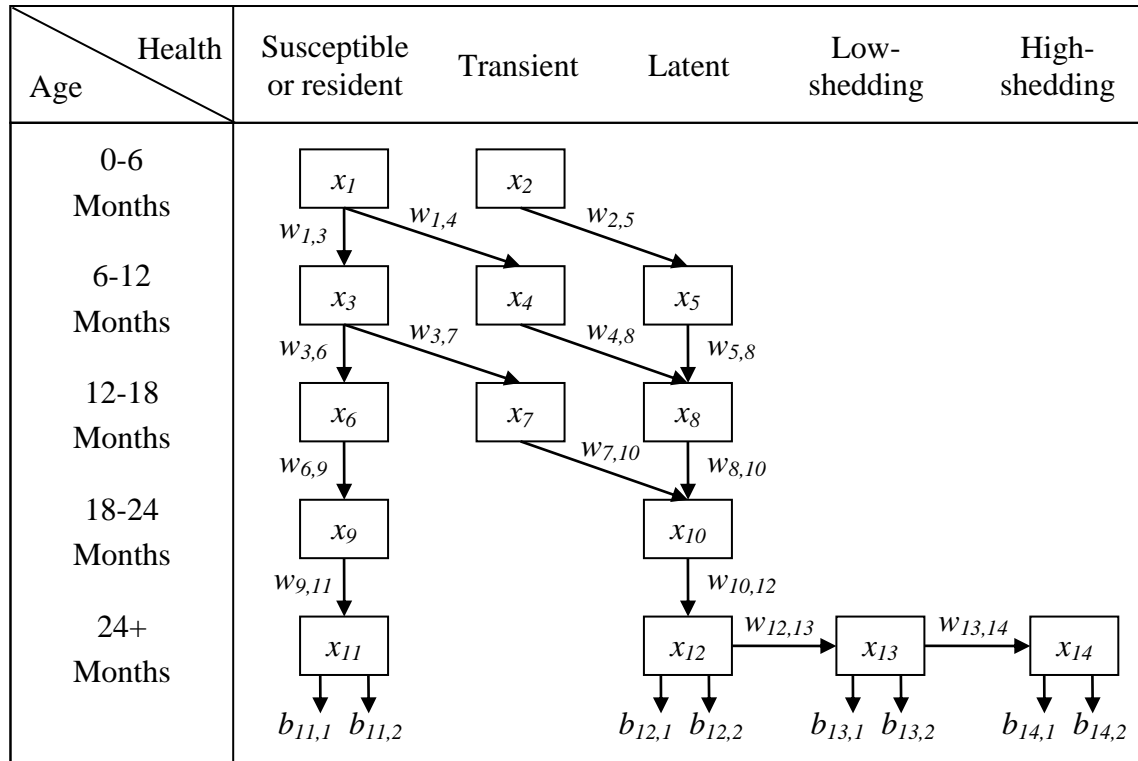 Health
Age
Susceptible
or resident
Transient
Latent
Low-
shedding
High-
shedding
0-6
Months
x1
x2
w1,3
w1,4
w2,5
6-12
Months
x3
x4
x5
w3,6
w3,7
w4,8
w5,8
12-18
Months
x6
x7
x8
w6,9
w7,10
w8,10
18-24
Months
x9
x10
w9,11
w10,12
24+
Months
x11
x12
w12,13
x13
w13,14
x14
b11,1 b11,2
b12,1 b12,2
b13,1 b13,2
b14,1 b14,2